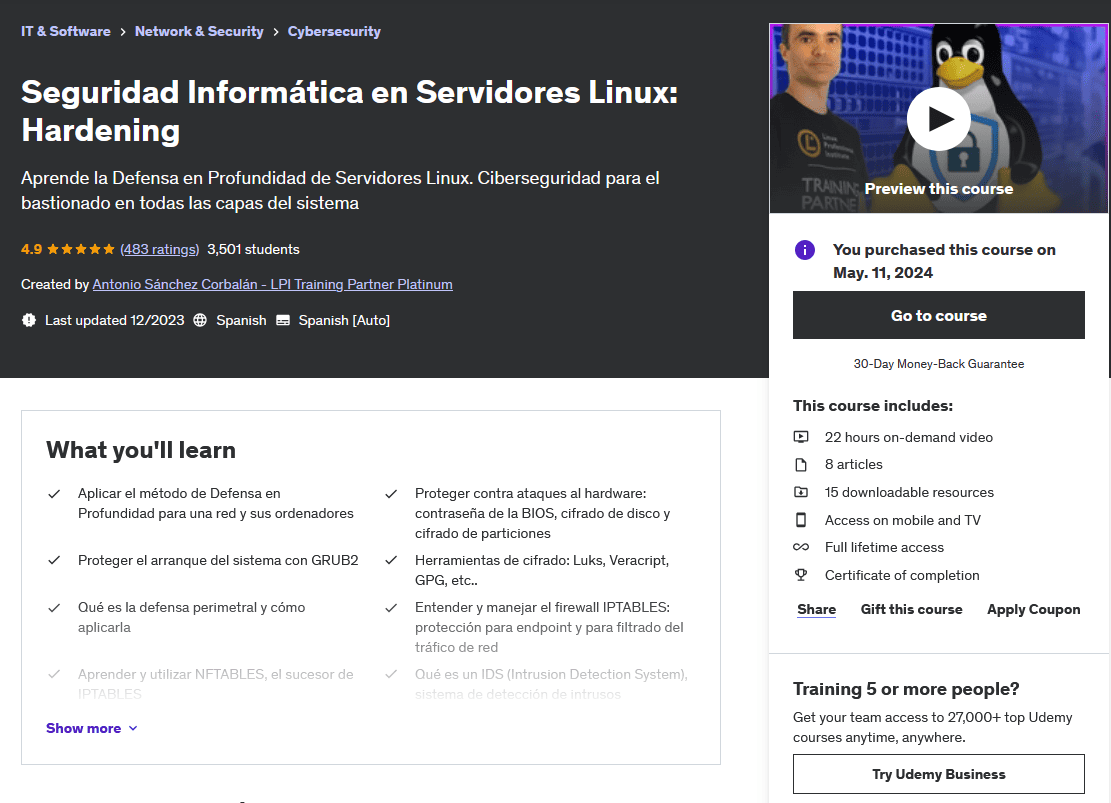 IT & Software > Network & Security > Cybersecurity
Seguridad Informática en Servidores Linux:
Hardening
Aprende la Defensa en Profundidad de Servidores Linux. Ciberseguridad para el
bastionado en todas las capas del sistema
4.9 (483 ratings) 3,501 students
Created by Antonio Sánchez Corbalán - LPI Training Partner Platinum
Last updated 12/2023 Spanish Spanish [Auto]
What you'll learn
Aplicar el método de Defensa en
Profundidad para una red y sus ordenadores
Proteger contra ataques al hardware:
contraseña de la BIOS, cifrado de disco y
cifrado de particiones
Proteger el arranque del sistema con GRUB2
Herramientas de cifrado: Luks, Veracript,
GPG, etc..
Qué es la defensa perimetral y cómo
aplicarla
Entender y manejar el firewall IPTABLES:
protección para endpoint y para filtrado del
tráfico de red
Aprender y utilizar NFTABLES, el sucesor de
IPTABLES
Qué es un IDS (Intrusion Detection System),
sistema de detección de intrusos
Show more
Linux
Professional
Institute
TRAINING
PARTNER
Preview this course
You purchased this course on
May. 11, 2024
Go to course
30-Day Money-Back Guarantee
This course includes:
22 hours on-demand video
8 articles
15 downloadable resources
Access on mobile and TV
Full lifetime access
Certificate of completion
Share Gift this course Apply Coupon
Training 5 or more people?
Get your team access to 27,000+ top Udemy
courses anytime, anywhere.
Try Udemy Business